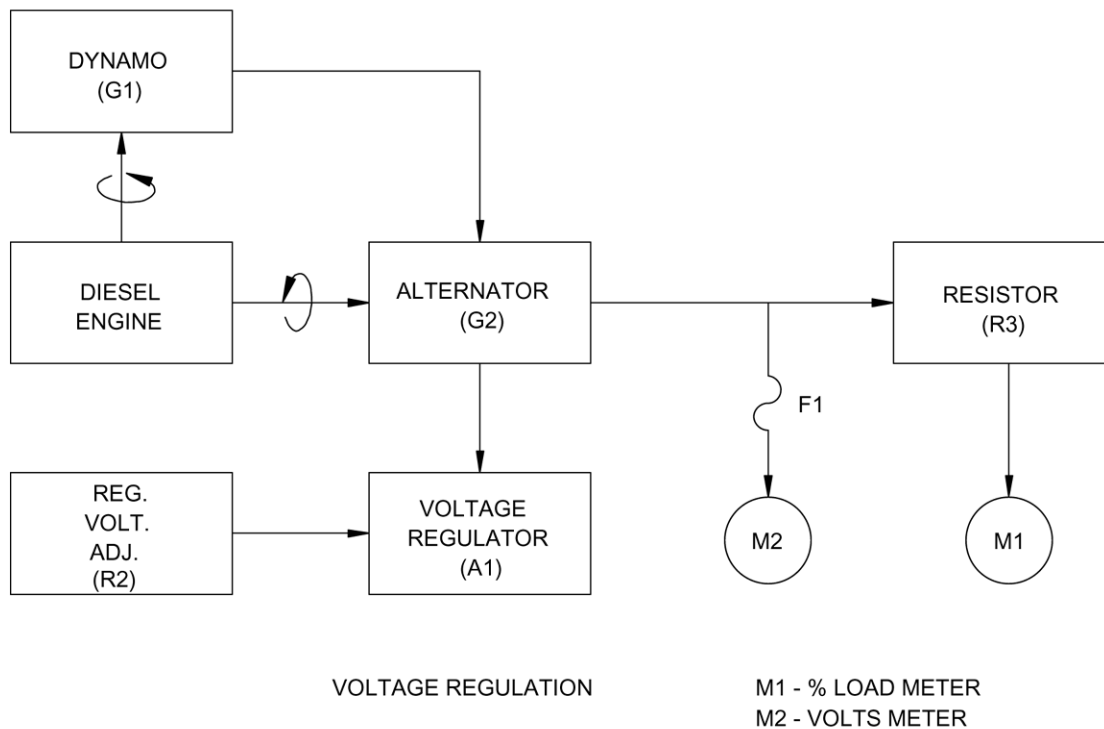 DYNAMO
(G1)
DIESEL
ENGINE
ALTERNATOR
(G2)
RESISTOR
(R3)
F1
REG.
VOLT.
ADJ.
(R2)
VOLTAGE
REGULATOR
(A1)
M2
M1
VOLTAGE REGULATION
M1 - % LOAD METER
M2 - VOLTS METER